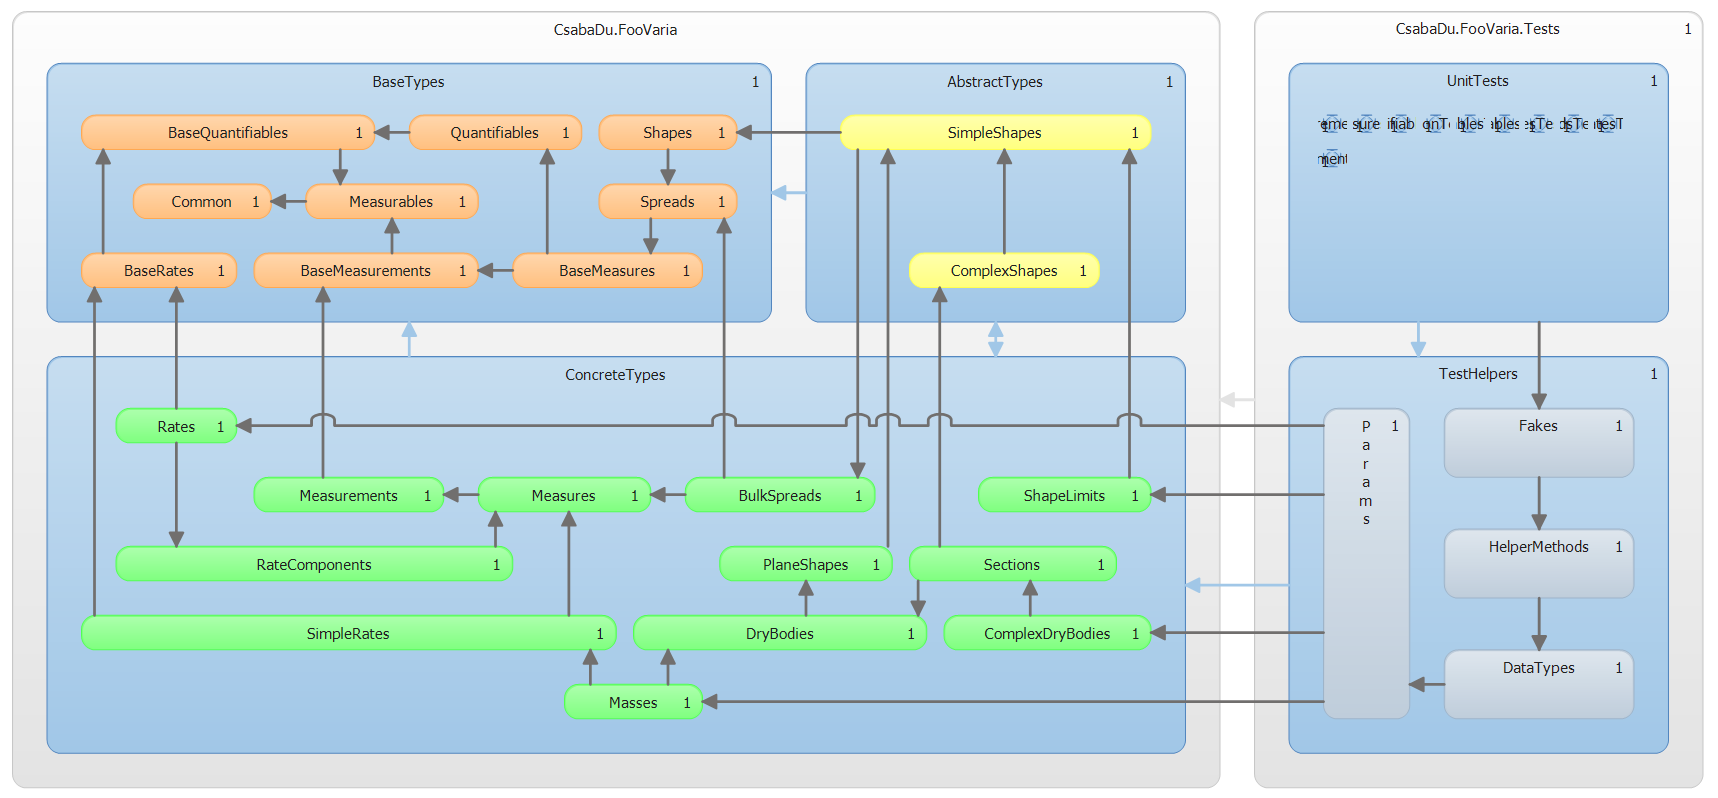 CsabaDu.FooVaria
CsabaDu.FooVaria.Tests 1
BaseTypes 1
AbstractTypes 1
UnitTests 1
BaseQuantifiables 1
Quantifiables 1
Shapes 1
SimpleShapes 1
Common 1
Measurables 1
Spreads 1
BaseRates 1
BaseMeasurements 1
BaseMeasures 1
ComplexShapes 1
ConcreteTypes
TestHelpers 1
Rates 1
Params 1
Fakes 1
Measurements 1
Measures 1
BulkSpreads 1
ShapeLimits 1
HelperMethods 1
RateComponents 1
PlaneShapes 1
Sections 1
SimpleRates 1
DryBodies 1
ComplexDryBodies 1
DataTypes 1
Masses 1